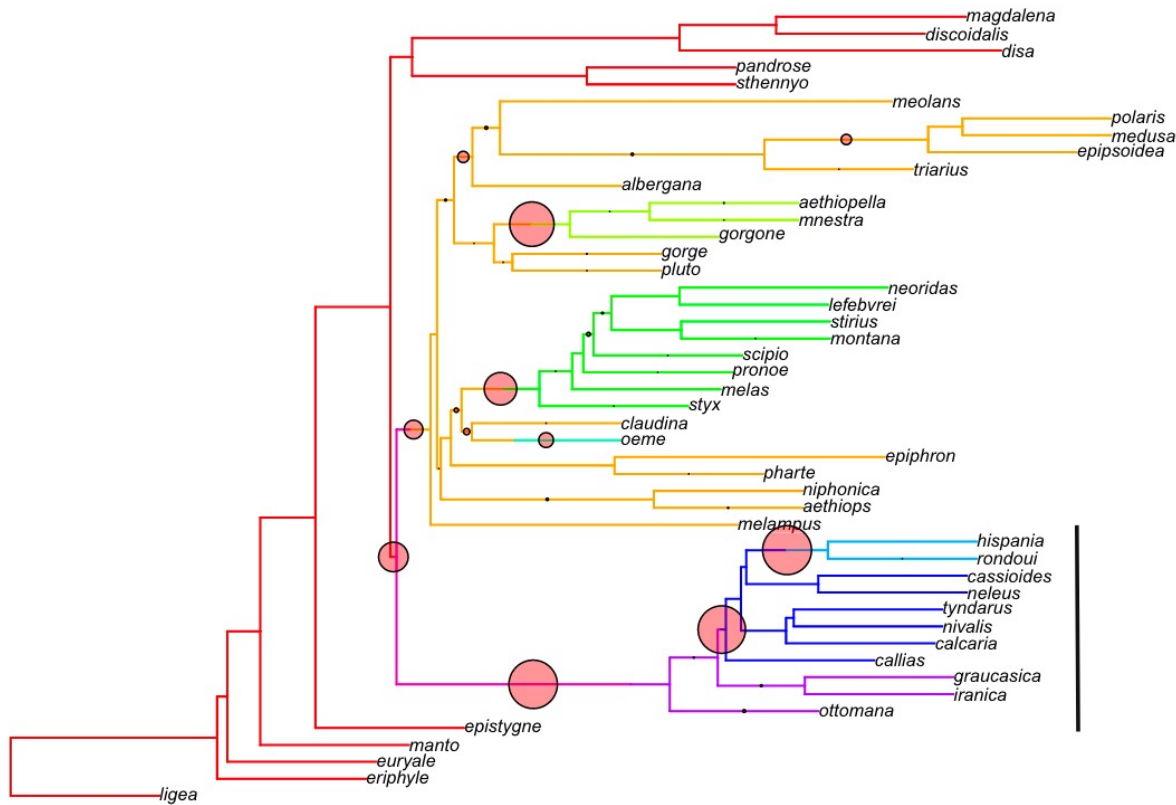 magdalena
discoidalis
disa
pandrose
sthennyo
meolans
polaris
medusa
epipsoidea
triarius
albergana
aethiopella
mnestra
gorgone
gorge
pluto
neoridas
lefebvrei
stirius
montana
scipio
pronoe
melas
styx
claudina
oeme
epiphron
pharte
niphonica
aethiops
melampus
hispania
rondoui
cassioides
neleus
tyndarus
nivalis
calcaria
callias
graucasica
iranica
ottomana
epistygne
manto
euryale
eriphyle
ligea